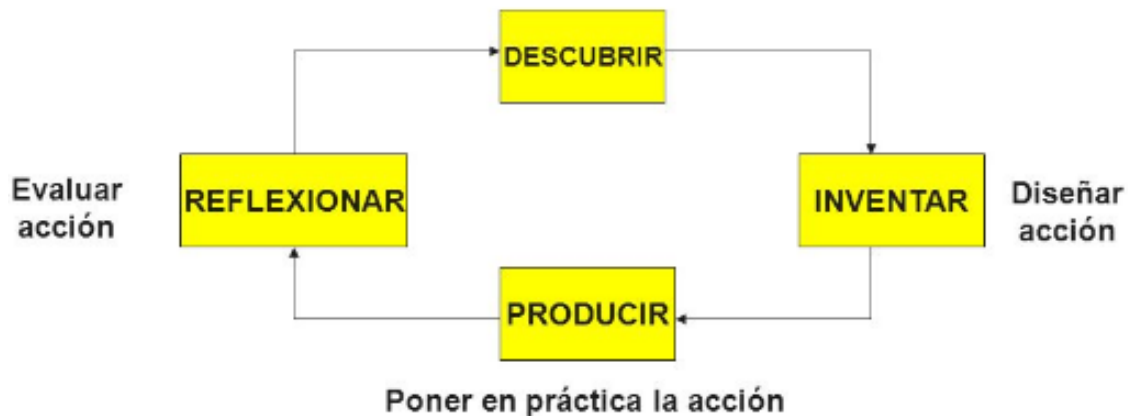 DESCUBRIR
Evaluar
acción
REFLEXIONAR
INVENTAR
Diseñar
acción
PRODUCIR
Poner en práctica la acción